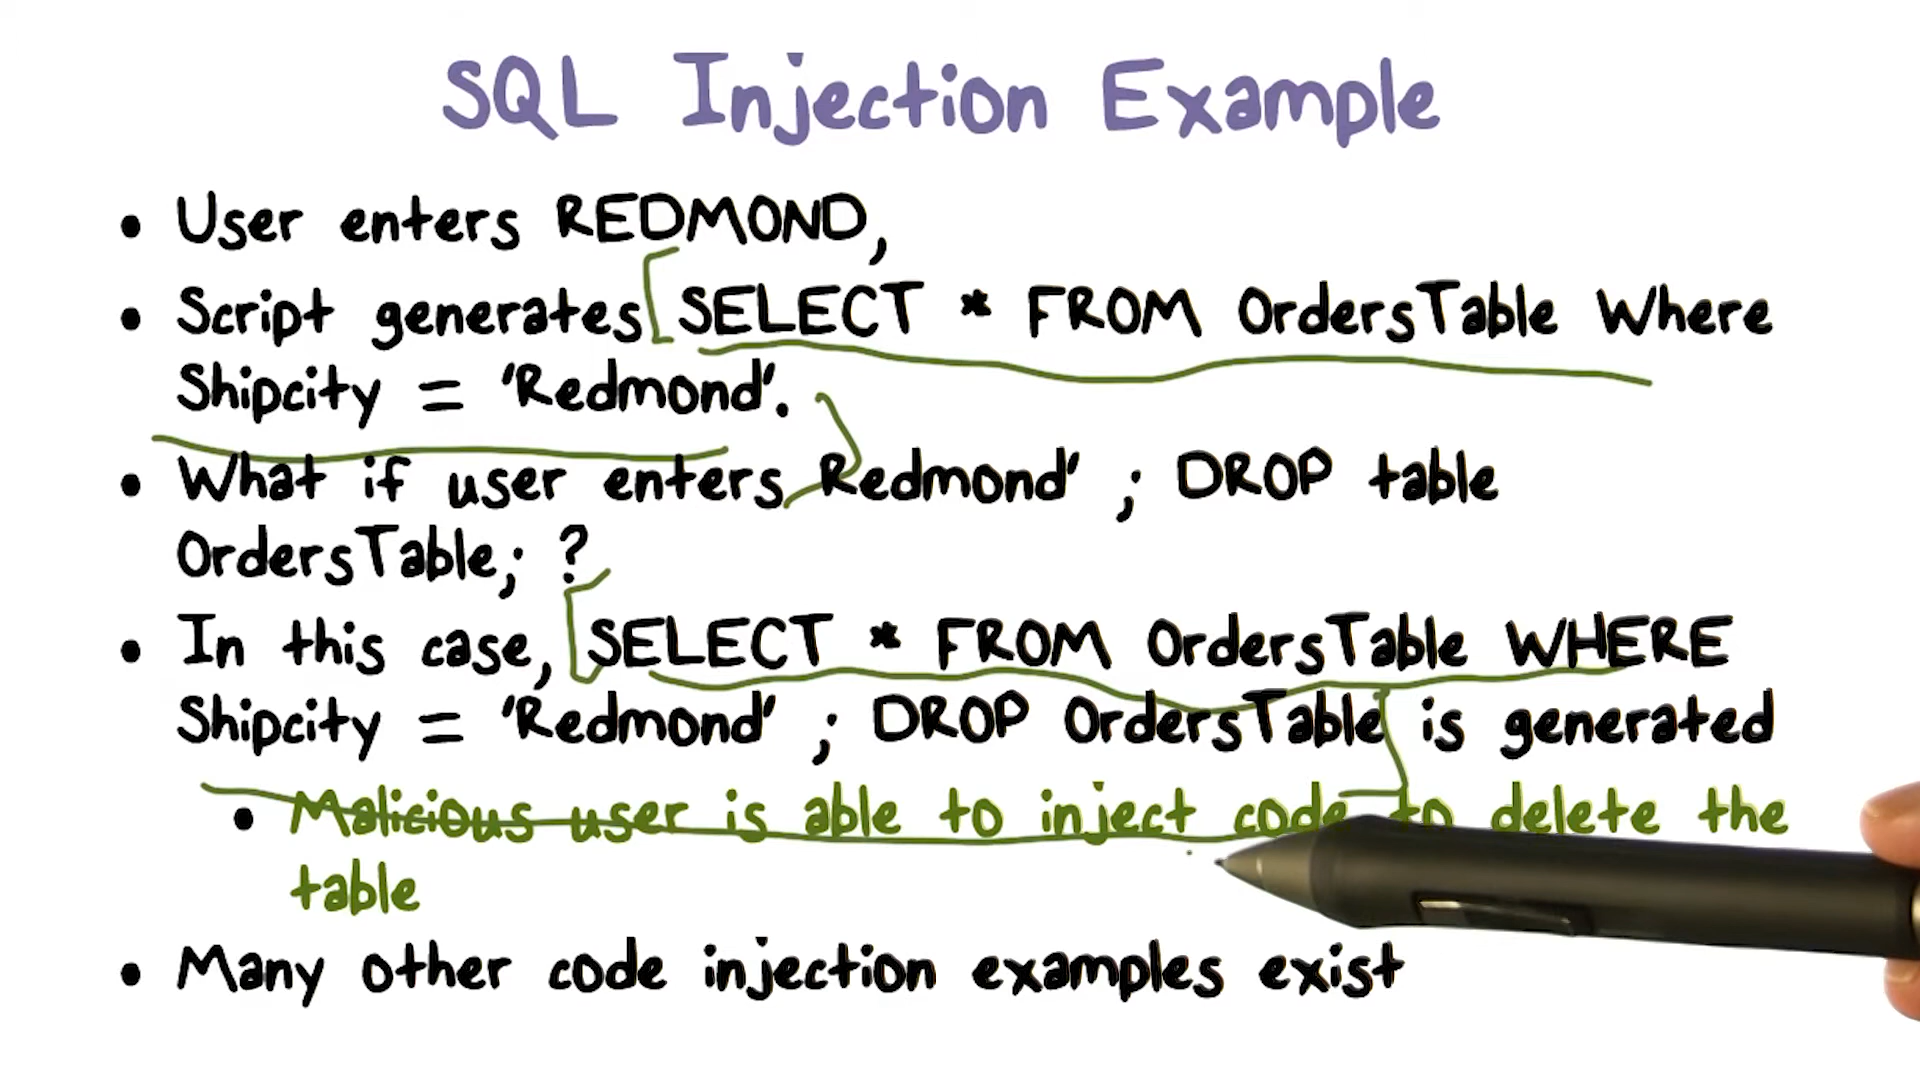 SQL Injection Example
• User enters REDMOND,
• Script generates SELECT * FROM OrdersTable Where
Shipcity = 'Redmond'.
• What if user enters Redmond' ; DROP table
OrdersTable; ?
• In this case, SELECT * FROM OrdersTable WHERE
Shipcity = 'Redmond' ; DROP OrdersTable is generated
• Malicious user is able to inject code to delete the
table
• Many other code injection examples exist